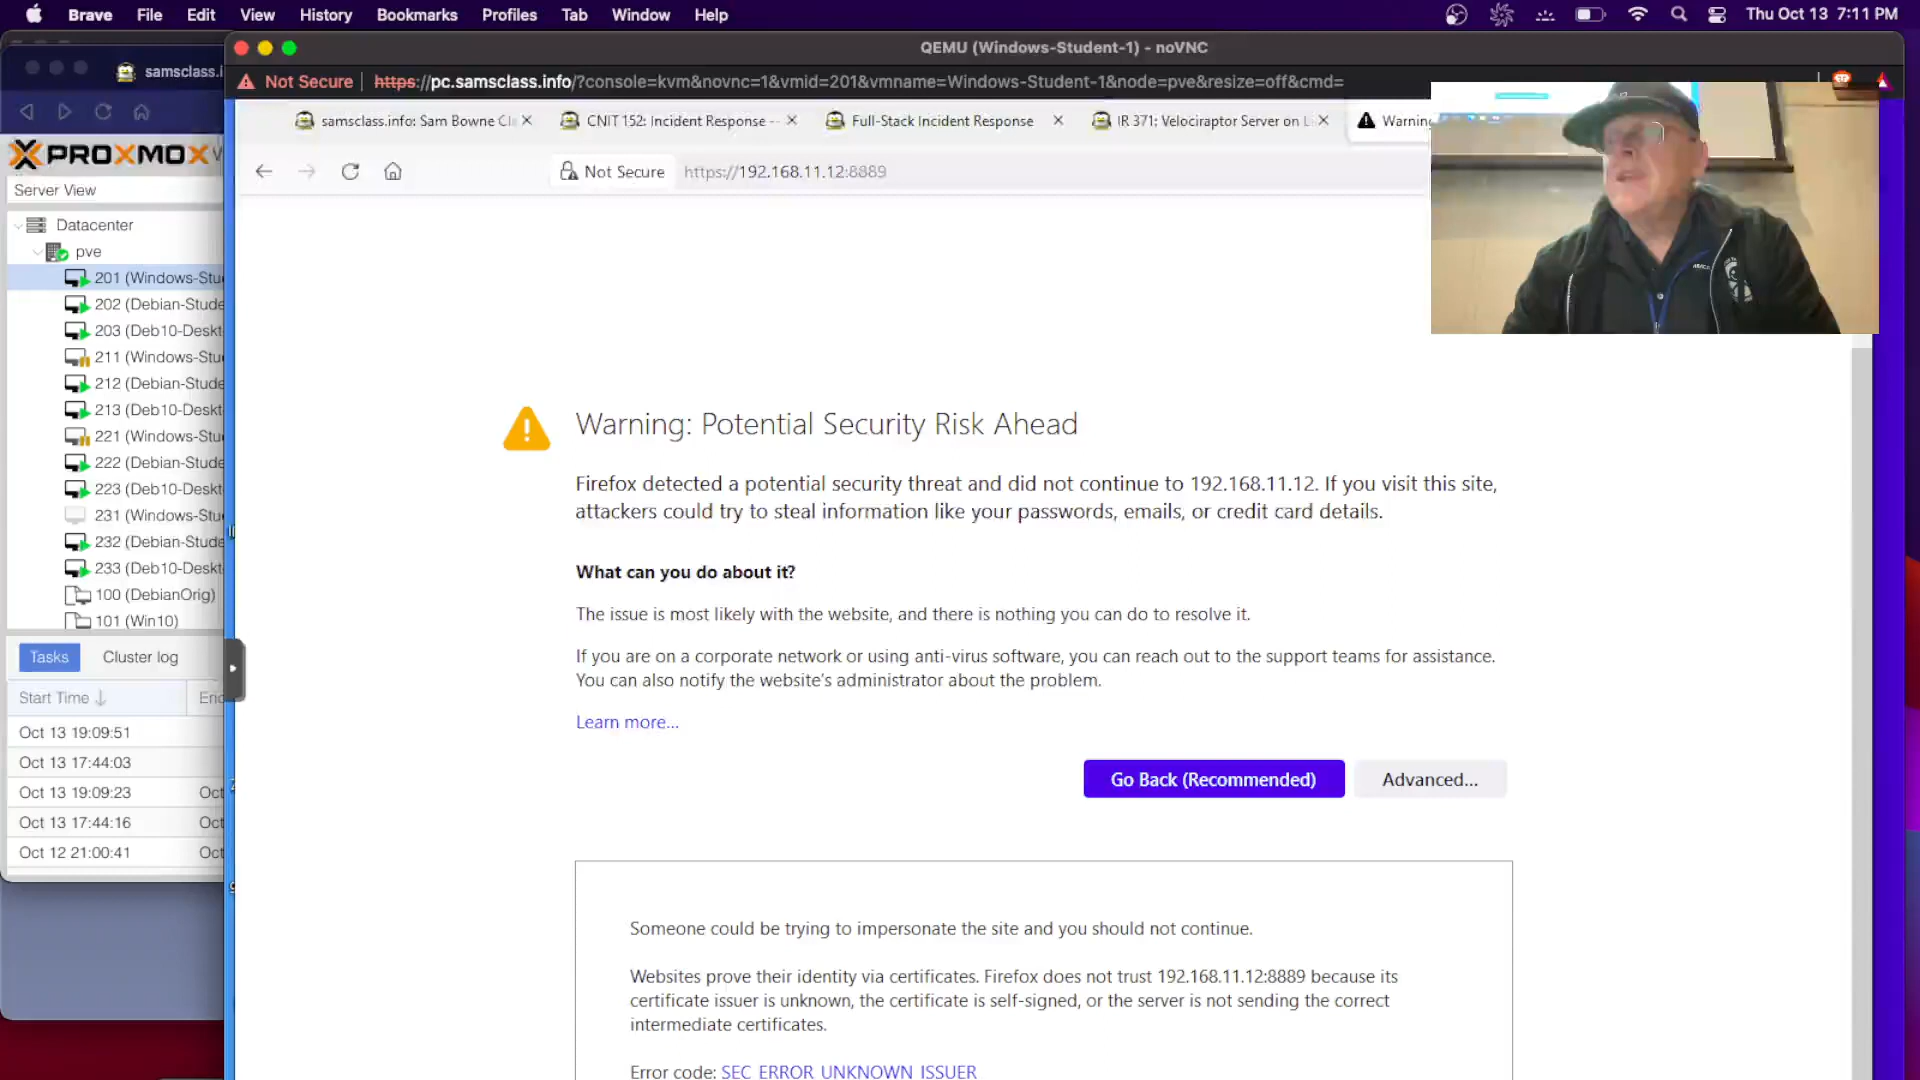 Brave File Edit View History Bookmarks Profiles Tab Window Help
Thu Oct 13 7:11 PM
samsclass.i
QEMU (Windows-Student-1) - noVNC
Not Secure | https://pc.samsclass.info/?console=kvm&novnc=1&vmid=201&vmname=Windows-Student-1&node=pve&resize=off&cmd=
PROXMOX
Server View
Datacenter
pve
201 (Windows-Stu
202 (Debian-Stude
203 (Deb10-Deskt
211 (Windows-Stu
212 (Debian-Stude
213 (Deb10-Deskt
221 (Windows-Stu
222 (Debian-Stude
223 (Deb10-Deskt
231 (Windows-Stu
232 (Debian-Stude
233 (Deb10-Deskt
100 (DebianOrig)
101 (Win10)
Tasks Cluster log
Start Time ↓ End
Oct 13 19:09:51
Oct 13 17:44:03
Oct 13 19:09:23 Oct
Oct 13 17:44:16 Oct
Oct 12 21:00:41 Oct
samsclass.info: Sam Bowne Cl
CNIT 152: Incident Response --
Full-Stack Incident Response
IR 371: Velociraptor Server on L
Warnin
Not Secure https://192.168.11.12:8889
Warning: Potential Security Risk Ahead
Firefox detected a potential security threat and did not continue to 192.168.11.12. If you visit this site,
attackers could try to steal information like your passwords, emails, or credit card details.
What can you do about it?
The issue is most likely with the website, and there is nothing you can do to resolve it.
If you are on a corporate network or using anti-virus software, you can reach out to the support teams for assistance.
You can also notify the website's administrator about the problem.
Learn more...
Go Back (Recommended) Advanced...
Someone could be trying to impersonate the site and you should not continue.
Websites prove their identity via certificates. Firefox does not trust 192.168.11.12:8889 because its
certificate issuer is unknown, the certificate is self-signed, or the server is not sending the correct
intermediate certificates.
Error code: SEC_ERROR_UNKNOWN_ISSUER